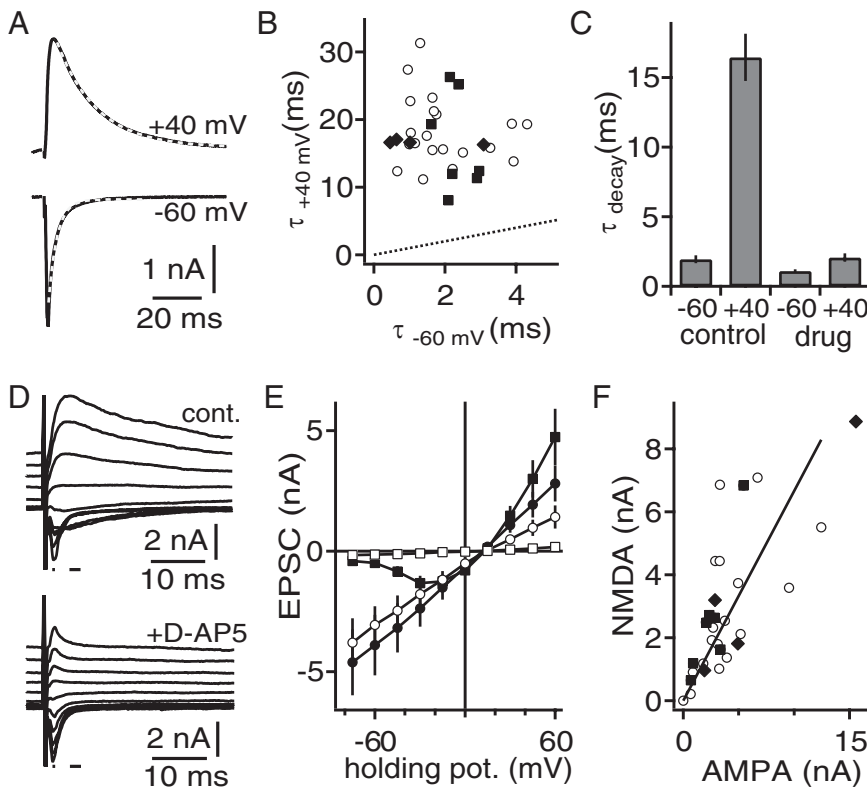 A
+40 mV
-60 mV
1 nA
20 ms
B
τ +40 mV (ms)
30
20
10
0
0 2 4
τ -60 mV (ms)
C
τ decay (ms)
15
10
5
0
-60 +40 -60 +40
control drug
D
cont.
2 nA
10 ms
+D-AP5
2 nA
10 ms
E
EPSC (nA)
5
0
-5
-60 60
holding pot. (mV)
F
NMDA (nA)
8
6
4
2
0
0 15
AMPA (nA)